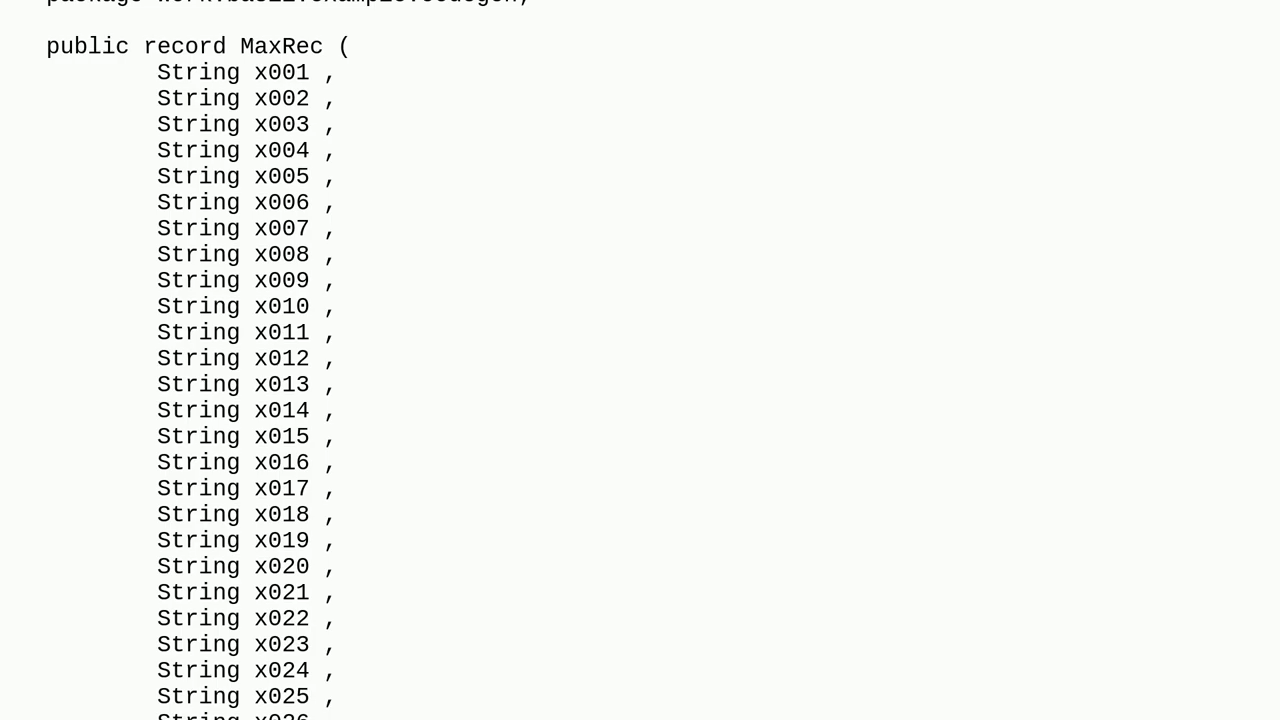 public record MaxRec (
String x001 ,
String x002 ,
String x003 ,
String x004 ,
String x005 ,
String x006 ,
String x007 ,
String x008 ,
String x009 ,
String x010 ,
String x011 ,
String x012 ,
String x013 ,
String x014 ,
String x015 ,
String x016 ,
String x017 ,
String x018 ,
String x019 ,
String x020 ,
String x021 ,
String x022 ,
String x023 ,
String x024 ,
String x025 ,
String x026